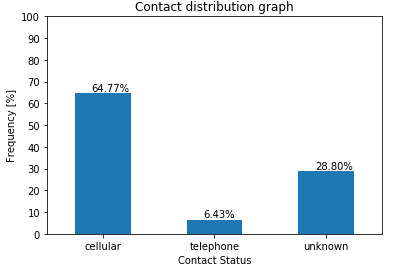 Contact distribution graph
100
90
80
70
60
50
40
30
20
10
0
Frequency [%]
64.77%
6.43%
28.80%
cellular
telephone
unknown
Contact Status